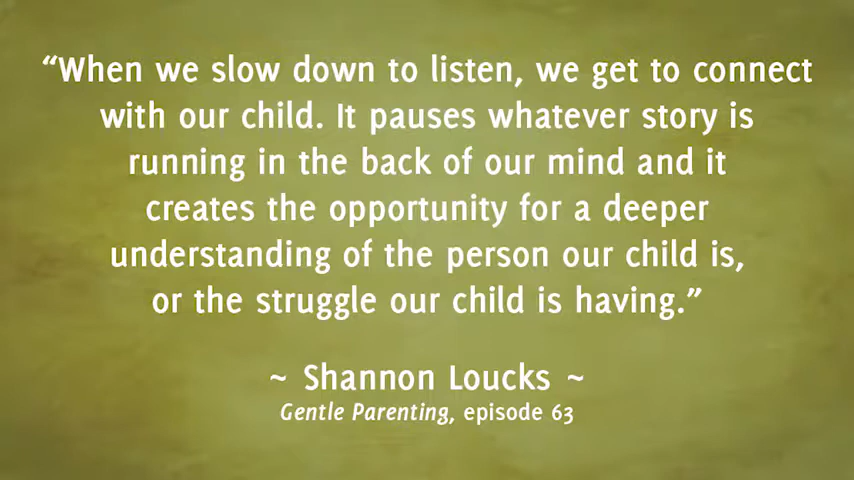 “When we slow down to listen, we get to connect
with our child. It pauses whatever story is
running in the back of our mind and it
creates the opportunity for a deeper
understanding of the person our child is,
or the struggle our child is having.”
~ Shannon Loucks ~
Gentle Parenting, episode 63